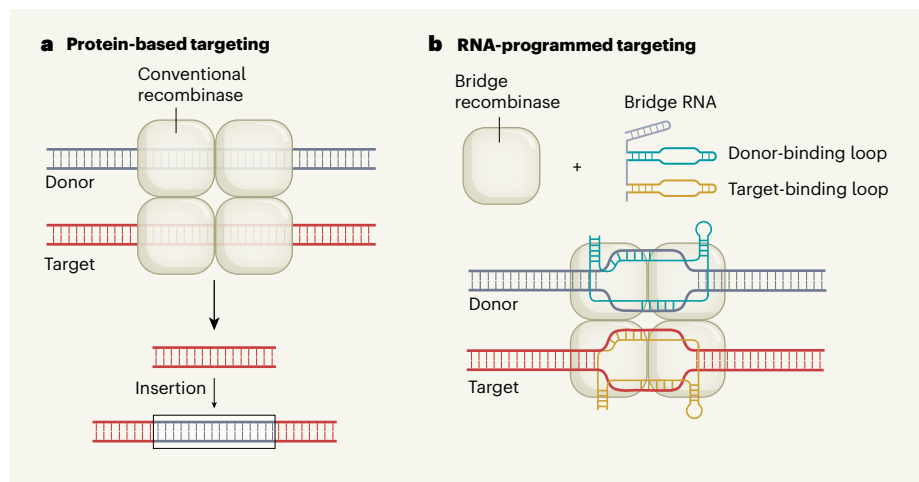 a Protein-based targeting
Conventional
recombinase
Donor
Target
Insertion
b RNA-programmed targeting
Bridge
recombinase
Bridge RNA
+
Donor-binding loop
Target-binding loop
Donor
Target